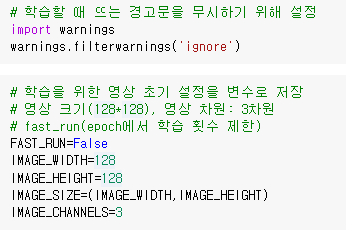 # 학습할 때 뜨는 경고문을 무시하기 위해 설정
import warnings
warnings.filterwarnings('ignore')
# 학습을 위한 영상 초기 설정을 변수로 저장
# 영상 크기(128*128), 영상 차원: 3차원
# fast_run(epoch에서 학습 횟수 제한)
FAST_RUN=False
IMAGE_WIDTH=128
IMAGE_HEIGHT=128
IMAGE_SIZE=(IMAGE_WIDTH,IMAGE_HEIGHT)
IMAGE_CHANNELS=3